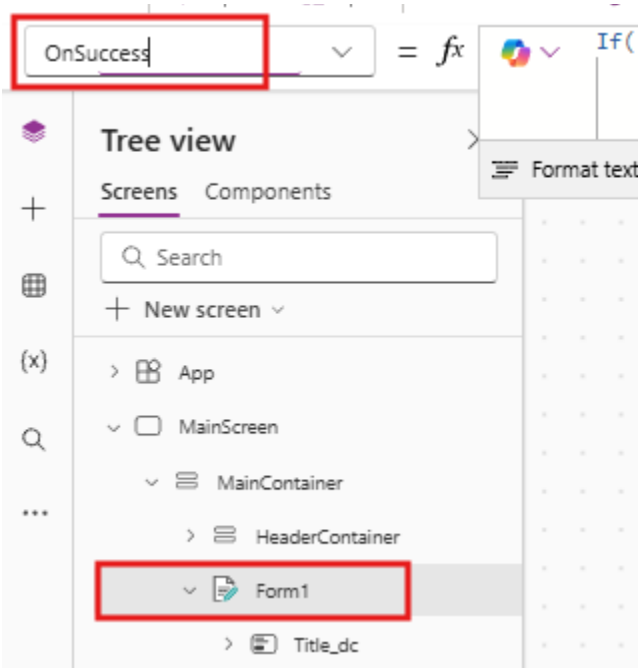 OnSuccess = fx If(
Tree view
Format text
Screens Components
Search
New screen
{x}
App
MainScreen
MainContainer
HeaderContainer
Form1
Title_dc